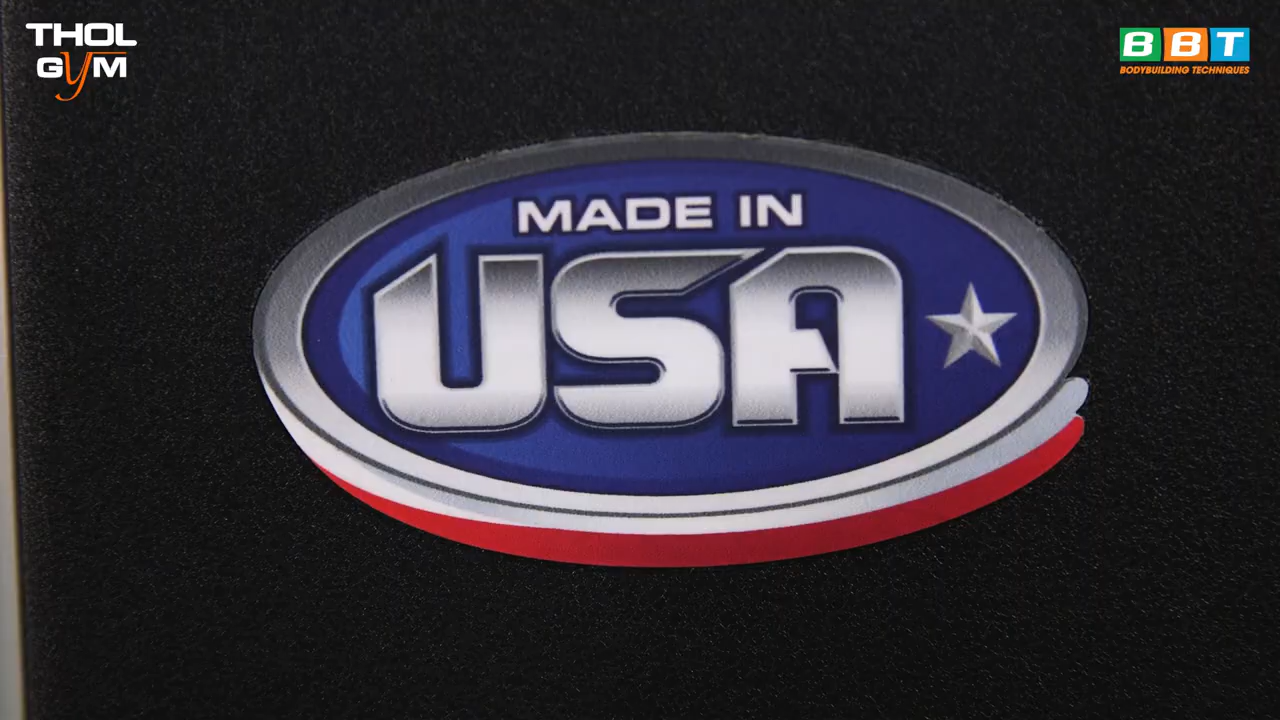 THOL
GYM
BBT
BODYBUILDING TECHNIQUES
MADE IN
USA